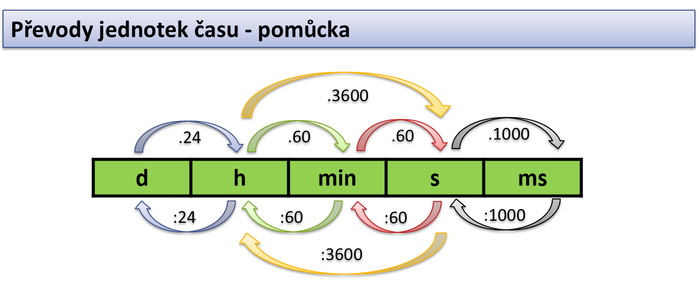 Převody jednotek času - pomůcka
.3600
.24 .60 .60 .1000
d h min s ms
:24 :60 :60 :1000
:3600